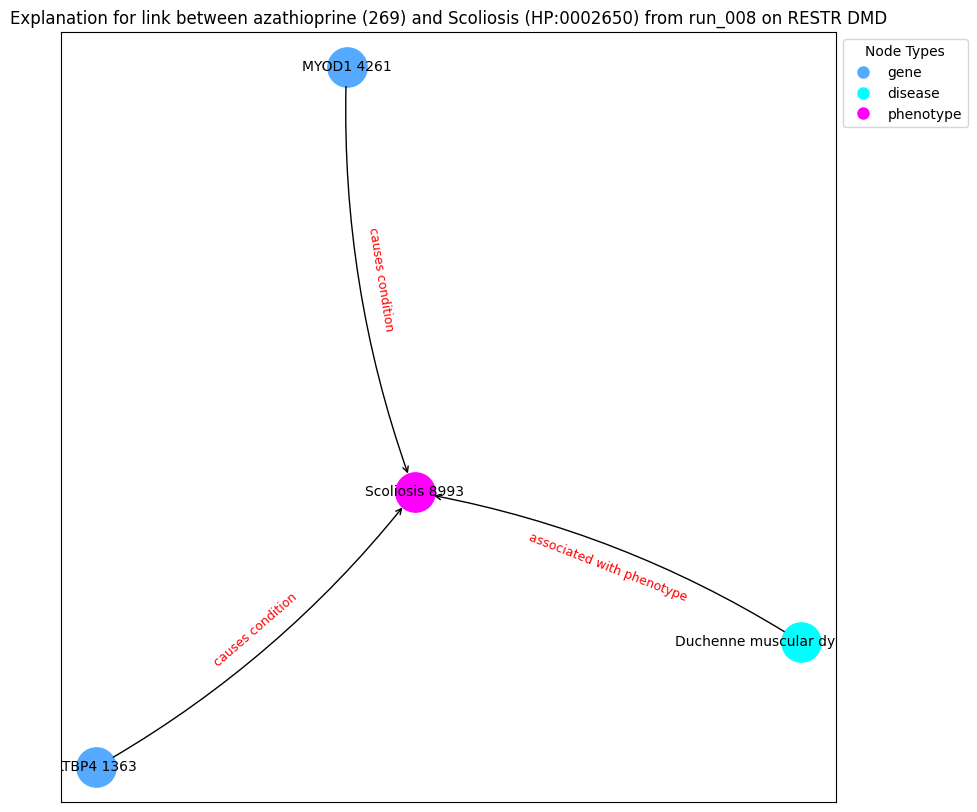 Explanation for link between azathioprine (269) and Scoliosis (HP:0002650) from run_008 on RESTR DMD
Node Types
gene
disease
phenotype
MYOD1 4261
causes condition
Scoliosis 8993
associated with phenotype
causes condition
Duchenne muscular dy
TBP4 1363